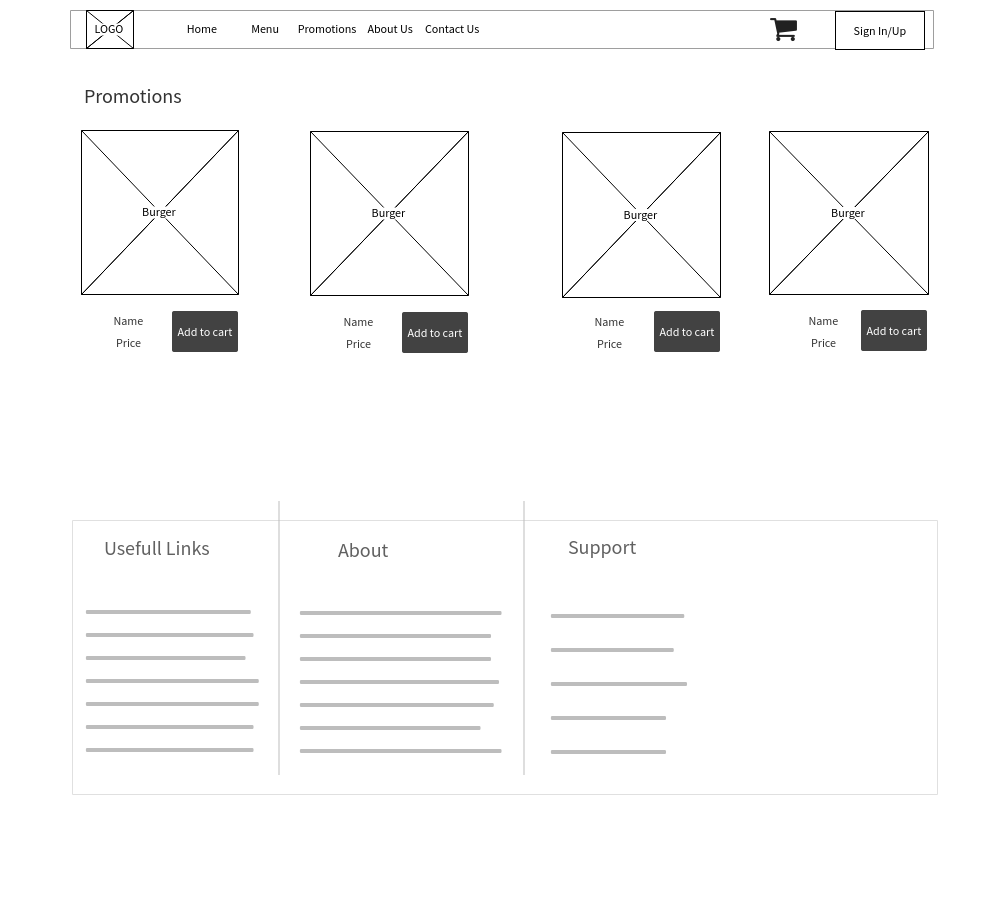 LOGO Home Menu Promotions About Us Contact Us Sign In/Up
Promotions
Burger Burger Burger Burger
Name Name Name Name
Add to cart Add to cart Add to cart Add to cart
Price Price Price Price
Usefull Links About Support